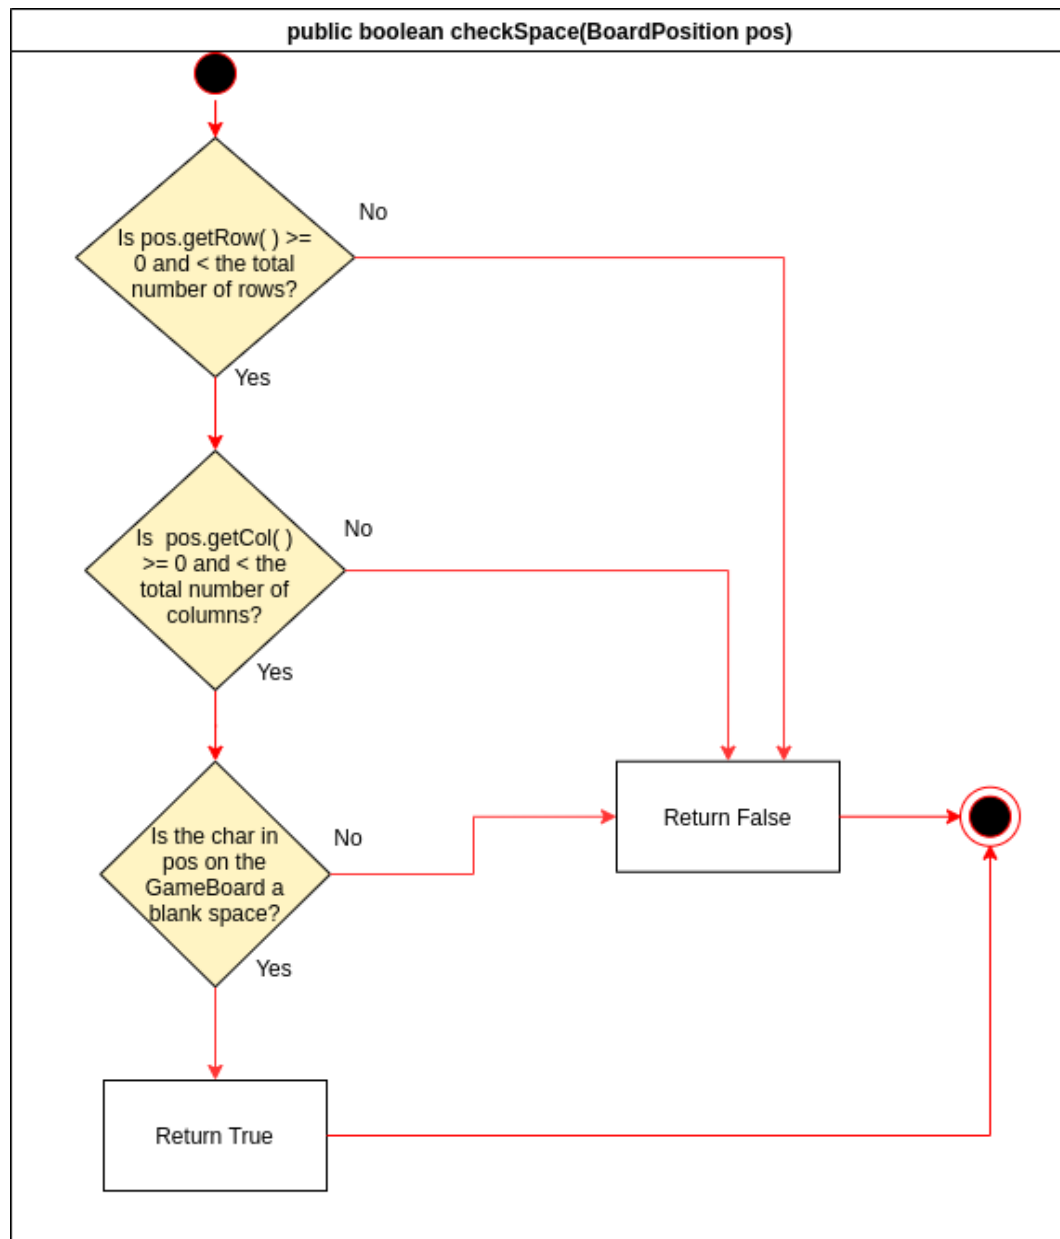 public boolean checkSpace(BoardPosition pos)
No
Is pos.getRow( ) >=
0 and < the total
number of rows?
Yes
No
Is  pos.getCol( )
>= 0 and < the
total number of
columns?
Yes
No
Is the char in
pos on the
GameBoard a
blank space?
Return False
Yes
Return True